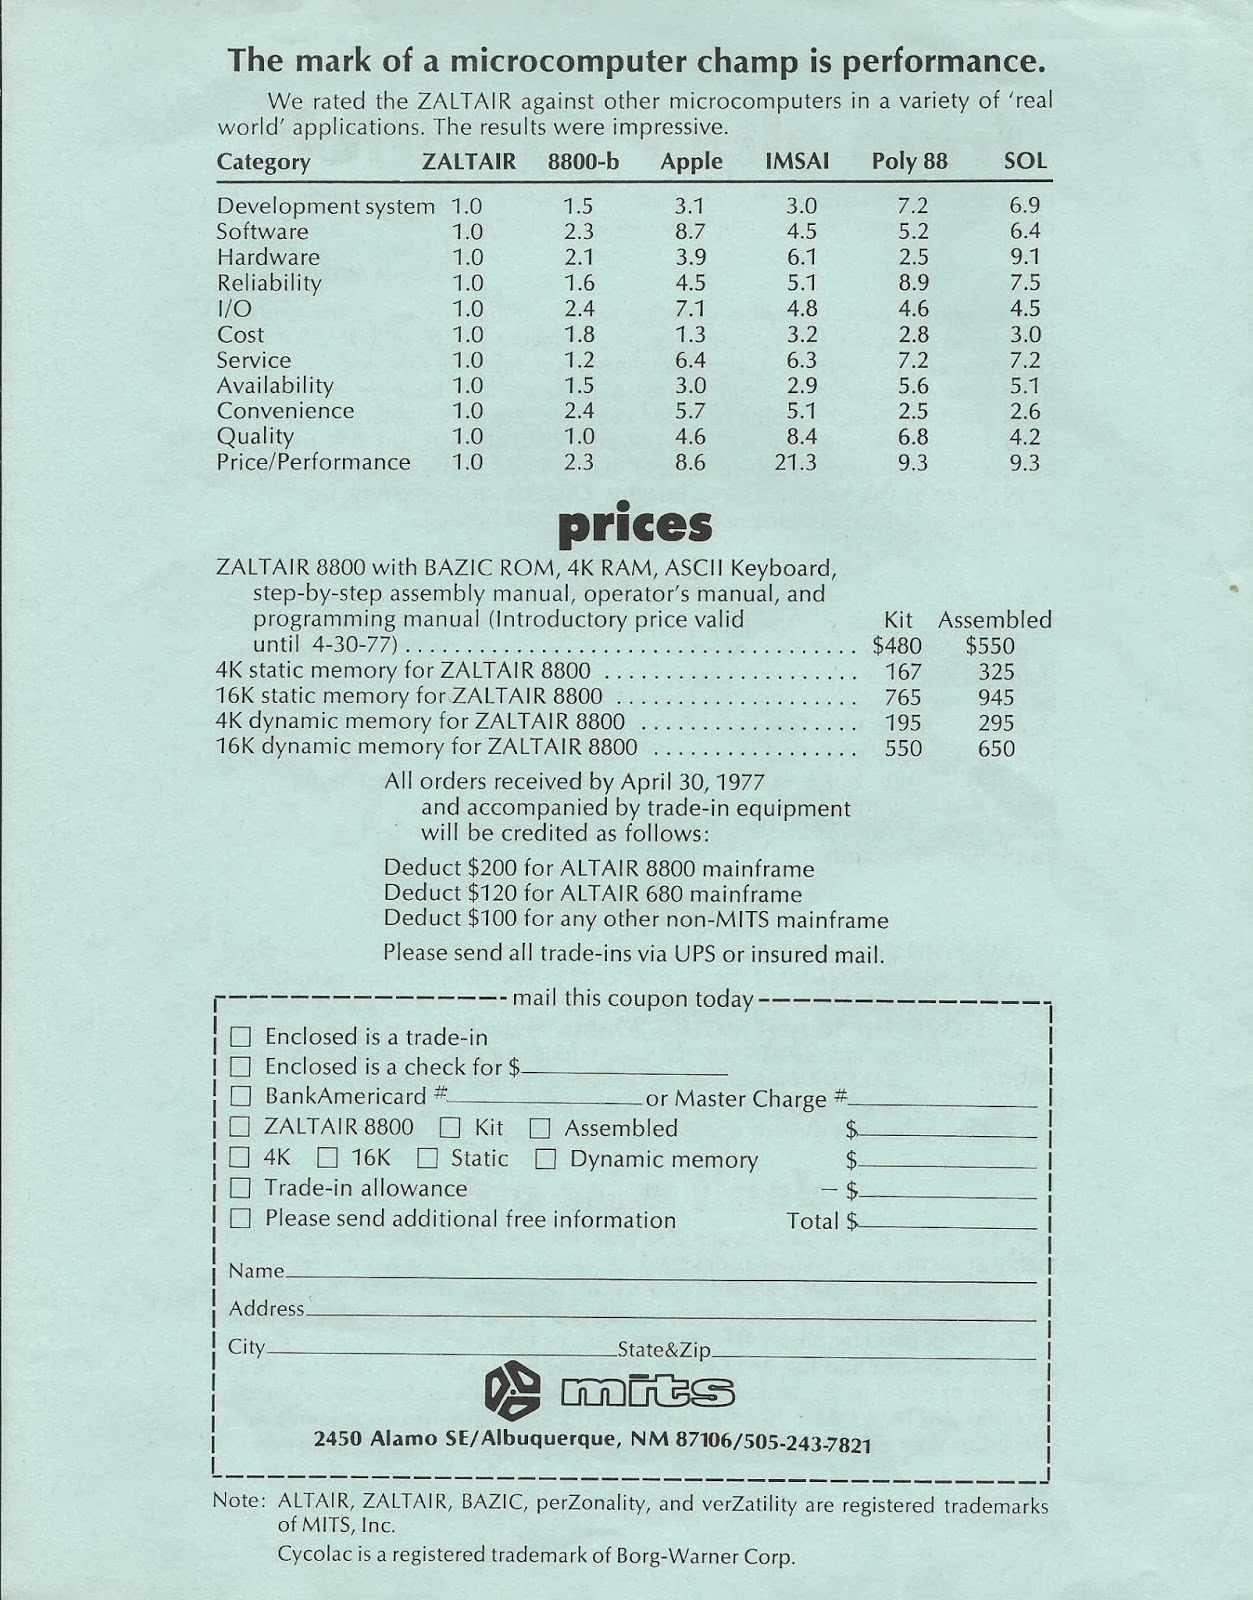 The mark of a microcomputer champ is performance.
We rated the ZALTAIR against other microcomputers in a variety of 'real
world' applications. The results were impressive.
Category ZALTAIR 8800-b Apple IMSAI Poly 88 SOL
Development system 1.0 1.5 3.1 3.0 7.2 6.9
Software 1.0 2.3 8.7 4.5 5.2 6.4
Hardware 1.0 2.1 3.9 6.1 2.5 9.1
Reliability 1.0 1.6 4.5 5.1 8.9 7.5
I/O 1.0 2.4 7.1 4.8 4.6 4.5
Cost 1.0 1.8 1.3 3.2 2.8 3.0
Service 1.0 1.2 6.4 6.3 7.2 7.2
Availability 1.0 1.5 3.0 2.9 5.6 5.1
Convenience 1.0 2.4 5.7 5.1 2.5 2.6
Quality 1.0 1.0 4.6 8.4 6.8 4.2
Price/Performance 1.0 2.3 8.6 21.3 9.3 9.3
prices
ZALTAIR 8800 with BAZIC ROM, 4K RAM, ASCII Keyboard,
step-by-step assembly manual, operator's manual, and
programming manual (Introductory price valid Kit Assembled
until 4-30-77) .................................... $480 $550
4K static memory for ZALTAIR 8800 .................... 167 325
16K static memory for ZALTAIR 8800 ................... 765 945
4K dynamic memory for ZALTAIR 8800 ................. 195 295
16K dynamic memory for ZALTAIR 8800 ................ 550 650
All orders received by April 30, 1977
and accompanied by trade-in equipment
will be credited as follows:
Deduct $200 for ALTAIR 8800 mainframe
Deduct $120 for ALTAIR 680 mainframe
Deduct $100 for any other non-MITS mainframe
Please send all trade-ins via UPS or insured mail.
mail this coupon today
Enclosed is a trade-in
Enclosed is a check for $
BankAmericard # or Master Charge #
ZALTAIR 8800 Kit Assembled $
4K 16K Static Dynamic memory $
Trade-in allowance – $
Please send additional free information Total $
Name
Address
City State&Zip
mits
2450 Alamo SE/Albuquerque, NM 87106/505-243-7821
Note: ALTAIR, ZALTAIR, BAZIC, perZonality, and verZatility are registered trademarks
of MITS, Inc.
Cycolac is a registered trademark of Borg-Warner Corp.